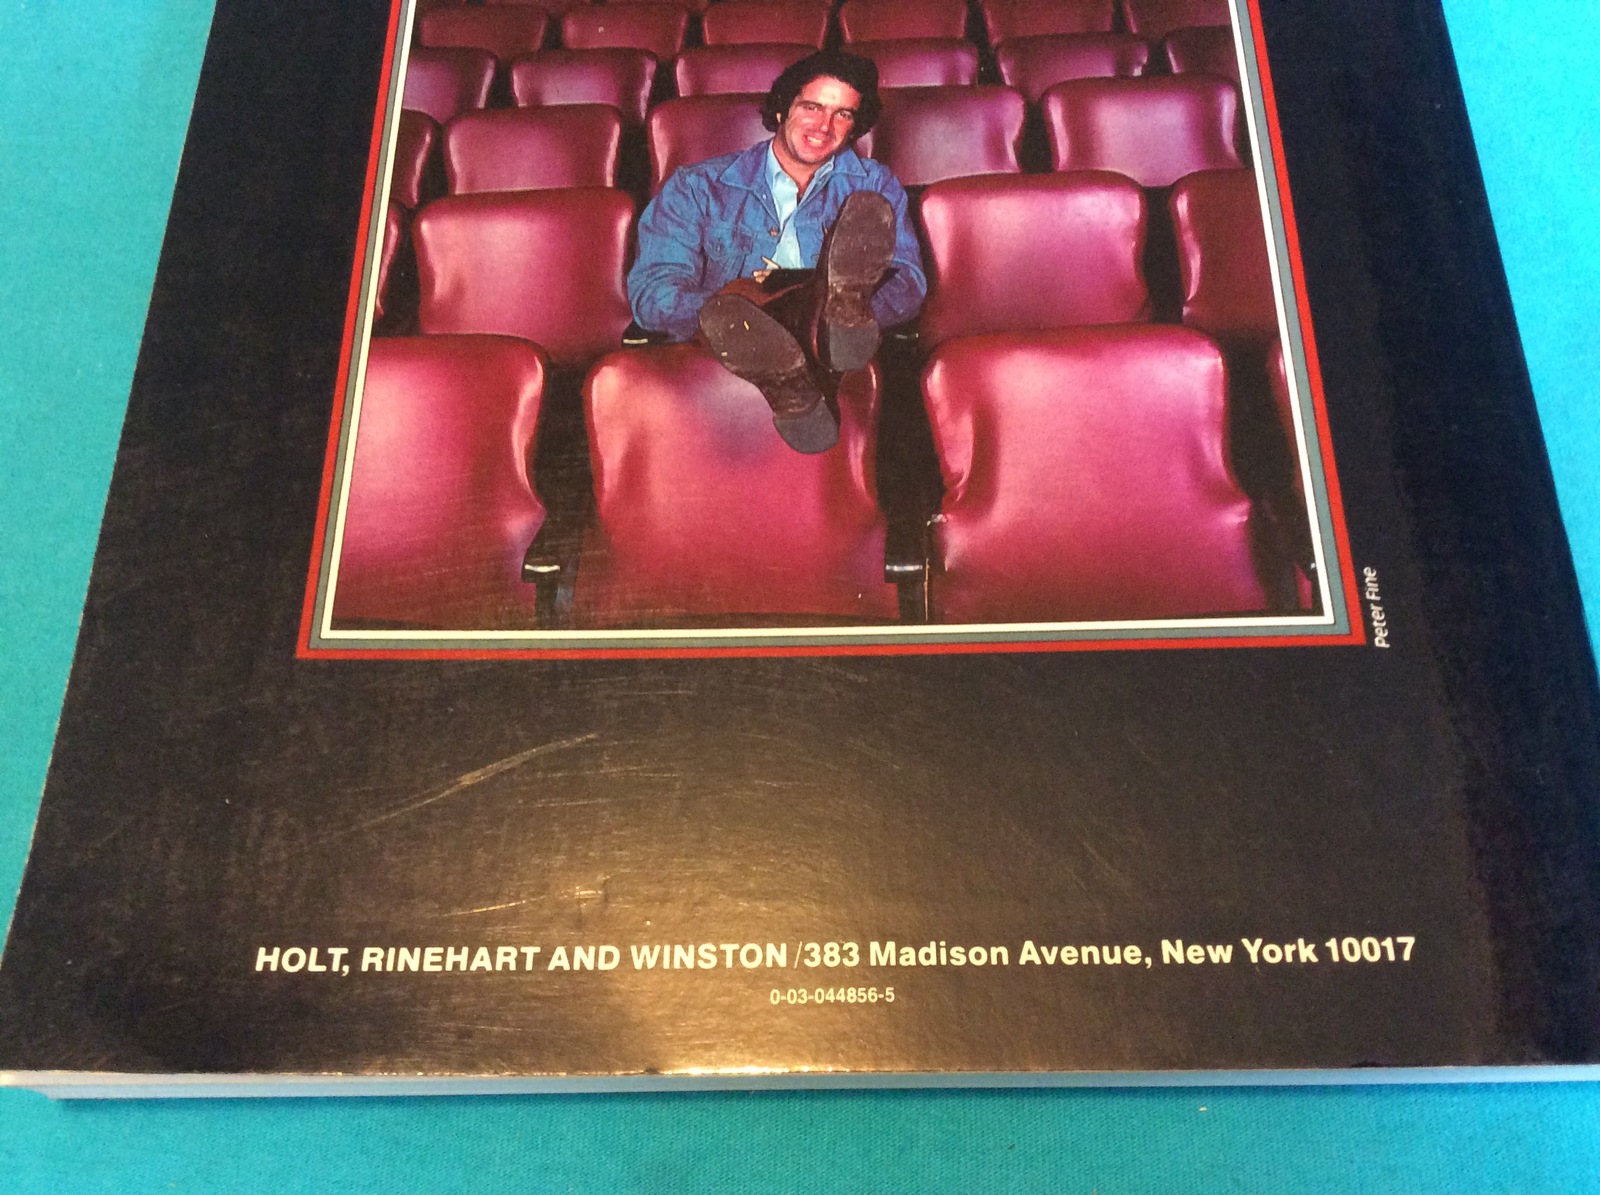 Peter Fine
HOLT, RINEHART AND WINSTON /383 Madison Avenue, New York 10017
0-03-044856-5